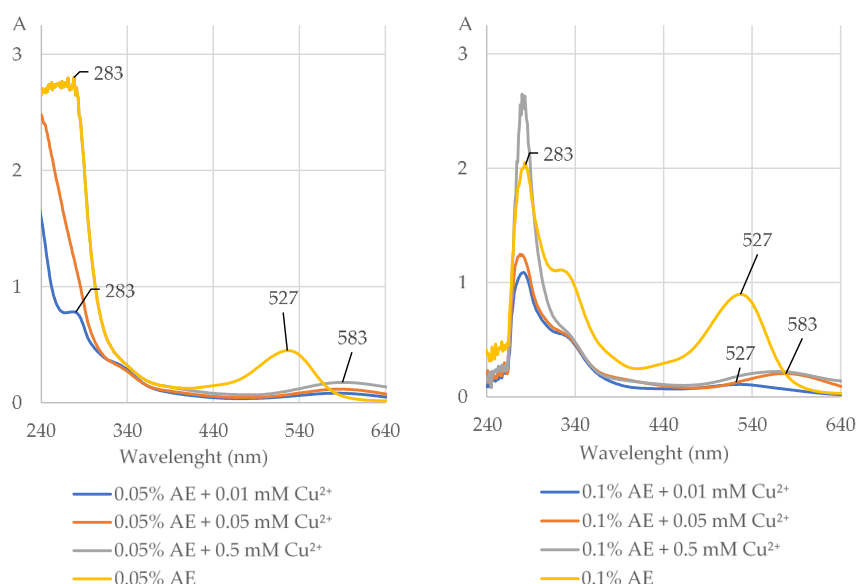 A
3
2
1
0
283
283
527
583
240 340 440 540 640
Wavelenght (nm)
0.05% AE + 0.01 mM Cu²⁺
0.05% AE + 0.05 mM Cu²⁺
0.05% AE + 0.5 mM Cu²⁺
0.05% AE
A
3
2
1
0
283
527
527
583
240 340 440 540 640
Wavelenght (nm)
0.1% AE + 0.01 mM Cu²⁺
0.1% AE + 0.05 mM Cu²⁺
0.1% AE + 0.5 mM Cu²⁺
0.1% AE